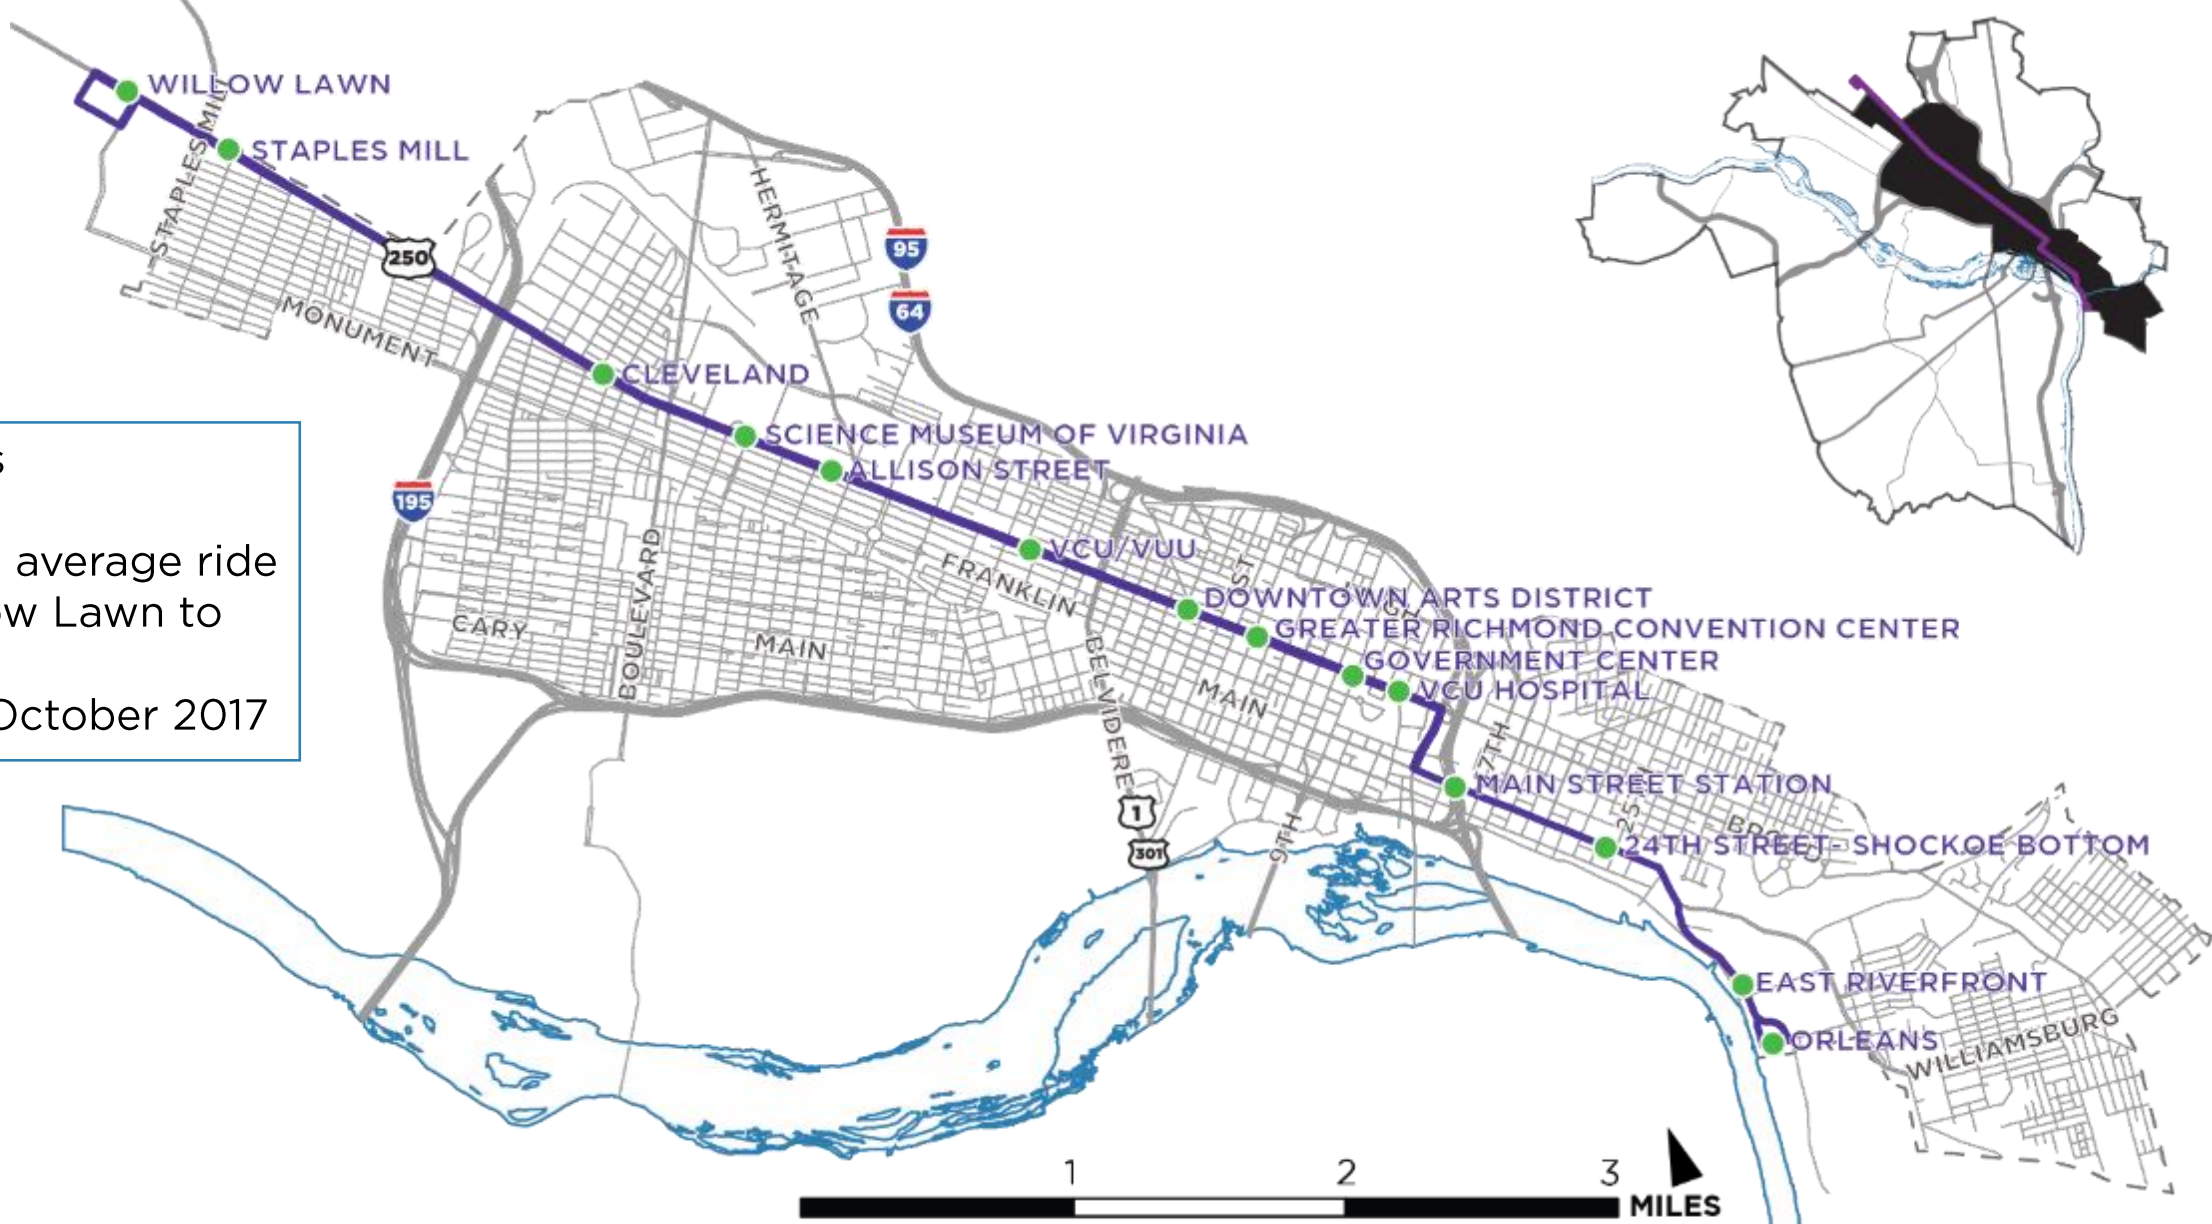 WILLOW LAWN
STAPLES MILL
STAPLES MILL
250
MONUMENT
HERMITAGE
95
64
CLEVELAND
SCIENCE MUSEUM OF VIRGINIA
ALLISON STREET
195
average ride
Lawn to
October 2017
BOULEVARD
CARY
MAIN
FRANKLIN
VCU/VUU
ST
DOWNTOWN ARTS DISTRICT
GREATER RICHMOND CONVENTION CENTER
GOVERNMENT CENTER
VCU HOSPITAL
BELVIDERE
MAIN
MAIN STREET STATION
24TH STREET- SHOCKOE BOTTOM
1
301
9TH
EAST RIVERFRONT
ORLEANS
WILLIAMSBURG
1 2 3
MILES